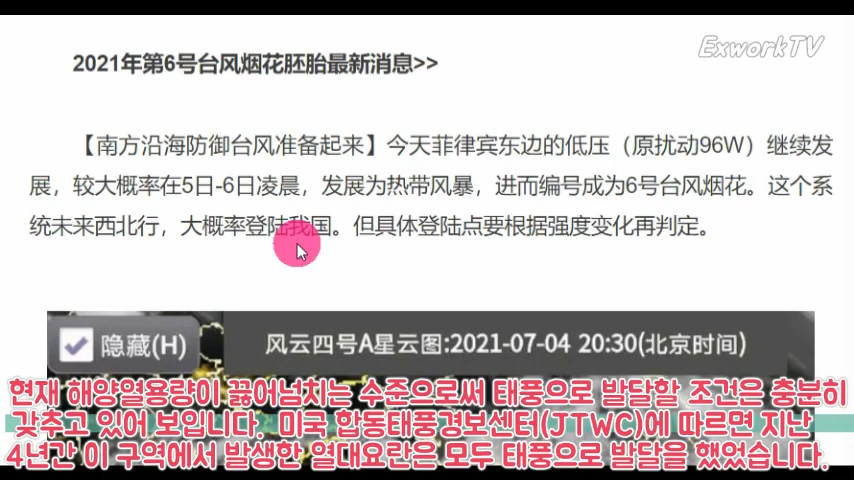 ExworkTV
2021年第6号台风烟花胚胎最新消息>>
【南方沿海防御台风准备起来】今天菲律宾东边的低压（原扰动96W）继续发
展，较大概率在5日-6日凌晨，发展为热带风暴，进而编号成为6号台风烟花。这个系
统未来西北行，大概率登陆我国。但具体登陆点要根据强度变化再判定。
隐藏(H)
风云四号A星云图:2021-07-04 20:30(北京时间)
현재 해양열용량이 끓어넘치는 수준으로써 태풍으로 발달할 조건은 충분히
갖추고 있어 보입니다. 미국 합동태풍경보센터(JTWC)에 따르면 지난
4년간 이 구역에서 발생한 열대요란은 모두 태풍으로 발달을 했었습니다.